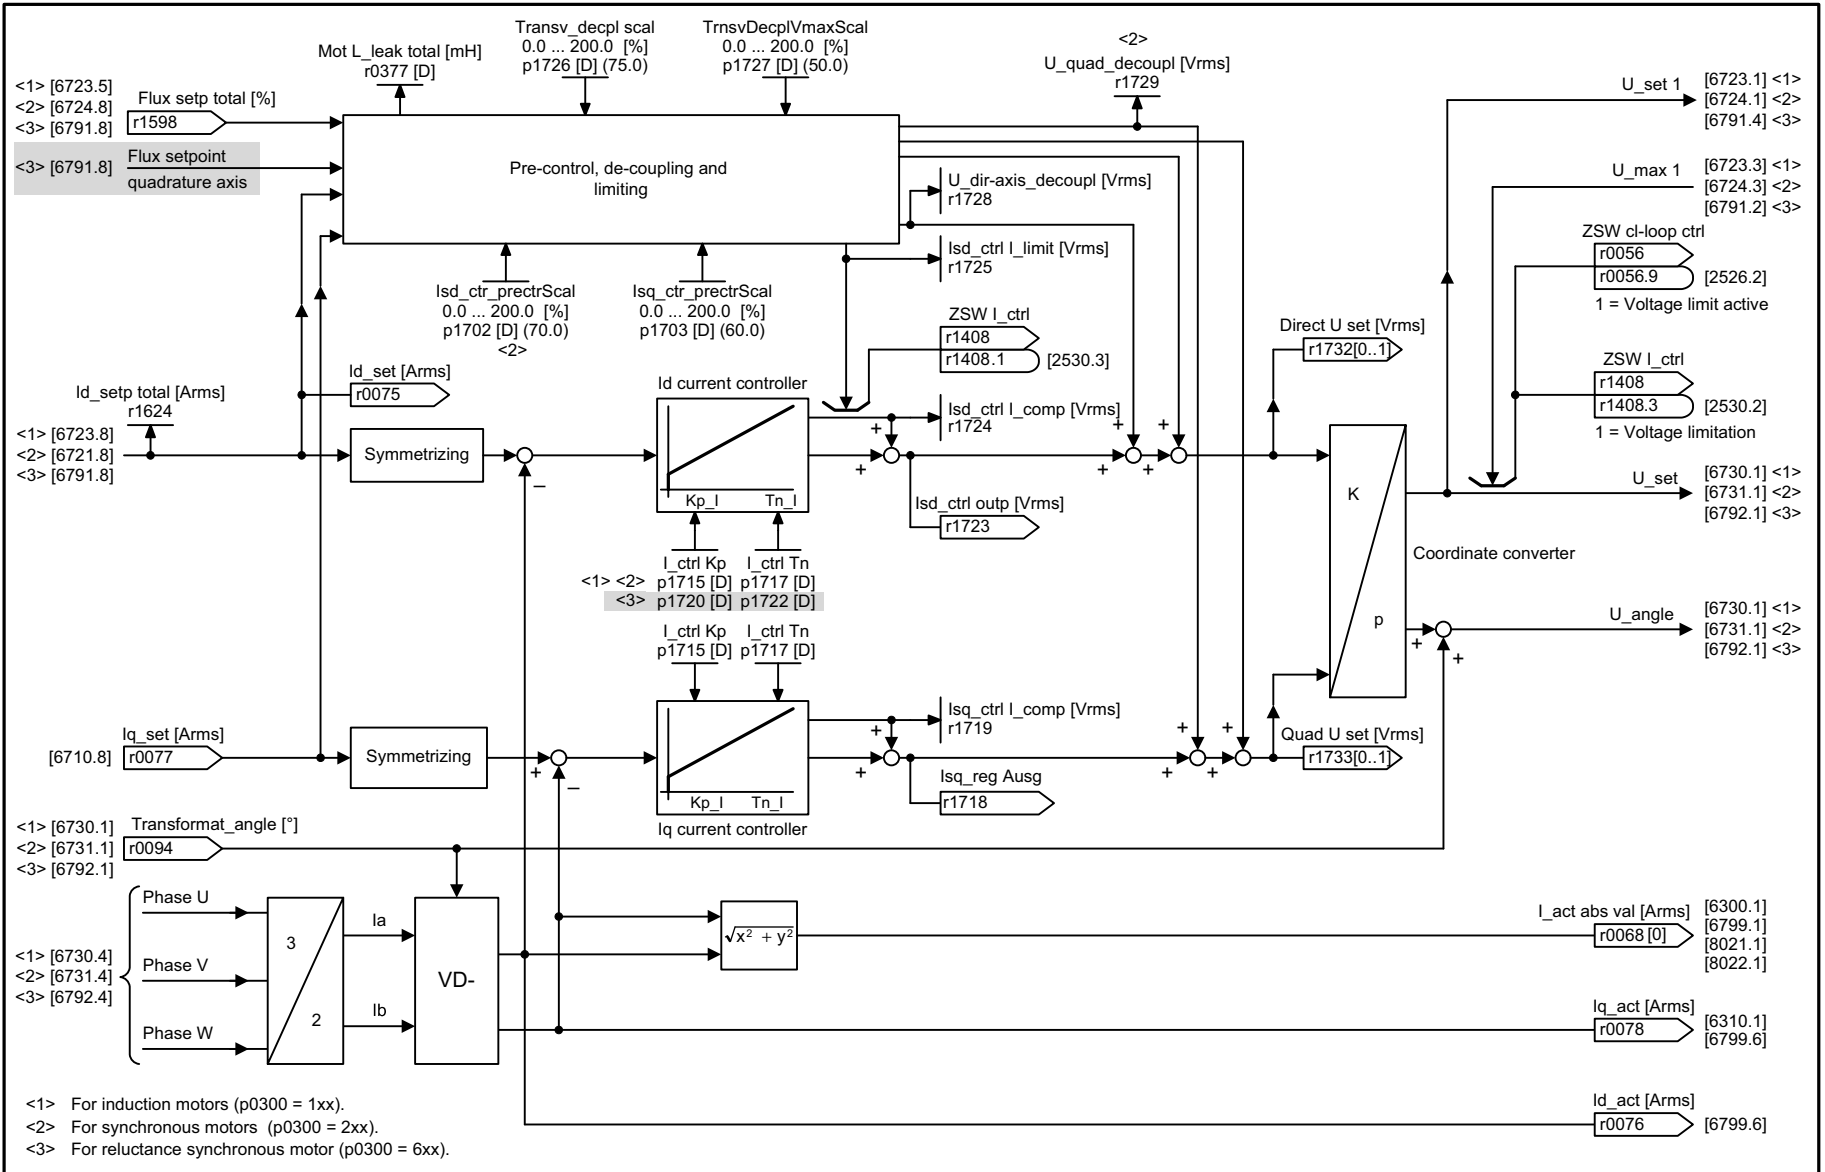 Transv_decpl scal
0.0 ... 200.0 [%]
p1726 [D] (75.0)
TrnsvDecplVmaxScal
0.0 ... 200.0 [%]
p1727 [D] (50.0)
Mot L_leak total [mH]
r0377 [D]
<2>
U_quad_decoupl [Vrms]
r1729
<1> [6723.5]
<2> [6724.8]
<3> [6791.8]
Flux setp total [%]
r1598
<3> [6791.8]
Flux setpoint
quadrature axis
Pre-control, de-coupling and
limiting
U_set 1
[6723.1] <1>
[6724.1] <2>
[6791.4] <3>
U_max 1
[6723.3] <1>
[6724.3] <2>
[6791.2] <3>
U_dir-axis_decoupl [Vrms]
r1728
Isd_ctrl I_limit [Vrms]
r1725
ZSW cl-loop ctrl
r0056
r0056.9
[2526.2]
1 = Voltage limit active
Isd_ctr_prectrScal
0.0 ... 200.0 [%]
p1702 [D] (70.0)
<2>
Isq_ctr_prectrScal
0.0 ... 200.0 [%]
p1703 [D] (60.0)
ZSW I_ctrl
r1408
r1408.1
[2530.3]
Direct U set [Vrms]
r1732[0..1]
ZSW I_ctrl
r1408
r1408.3
[2530.2]
1 = Voltage limitation
Id_setp total [Arms]
r1624
Id_set [Arms]
r0075
<1> [6723.8]
<2> [6721.8]
<3> [6791.8]
Symmetrizing
–
Id current controller
Kp_I Tn_I
Isd_ctrl I_comp [Vrms]
r1724
+
+
+
+
+
+
Isd_ctrl outp [Vrms]
r1723
K
p
Coordinate converter
U_set
[6730.1] <1>
[6731.1] <2>
[6792.1] <3>
I_ctrl Kp I_ctrl Tn
<1> <2> p1715 [D] p1717 [D]
<3> p1720 [D] p1722 [D]
I_ctrl Kp I_ctrl Tn
p1715 [D] p1717 [D]
U_angle
+
+
[6730.1] <1>
[6731.1] <2>
[6792.1] <3>
Iq_set [Arms]
[6710.8]
r0077
Symmetrizing
+
–
Kp_I Tn_I
Iq current controller
Isq_ctrl I_comp [Vrms]
r1719
+
+
+
+
+
+
Isq_reg Ausg
r1718
Quad U set [Vrms]
r1733[0..1]
<1> [6730.1]
<2> [6731.1]
<3> [6792.1]
Transformat_angle [°]
r0094
<1> [6730.4]
<2> [6731.4]
<3> [6792.4]
Phase U
Phase V
Phase W
3
2
Ia
Ib
VD-
√x² + y²
I_act abs val [Arms]
r0068 [0]
[6300.1]
[6799.1]
[8021.1]
[8022.1]
Iq_act [Arms]
r0078
[6310.1]
[6799.6]
Id_act [Arms]
r0076
[6799.6]
<1> For induction motors (p0300 = 1xx).
<2> For synchronous motors (p0300 = 2xx).
<3> For reluctance synchronous motor (p0300 = 6xx).